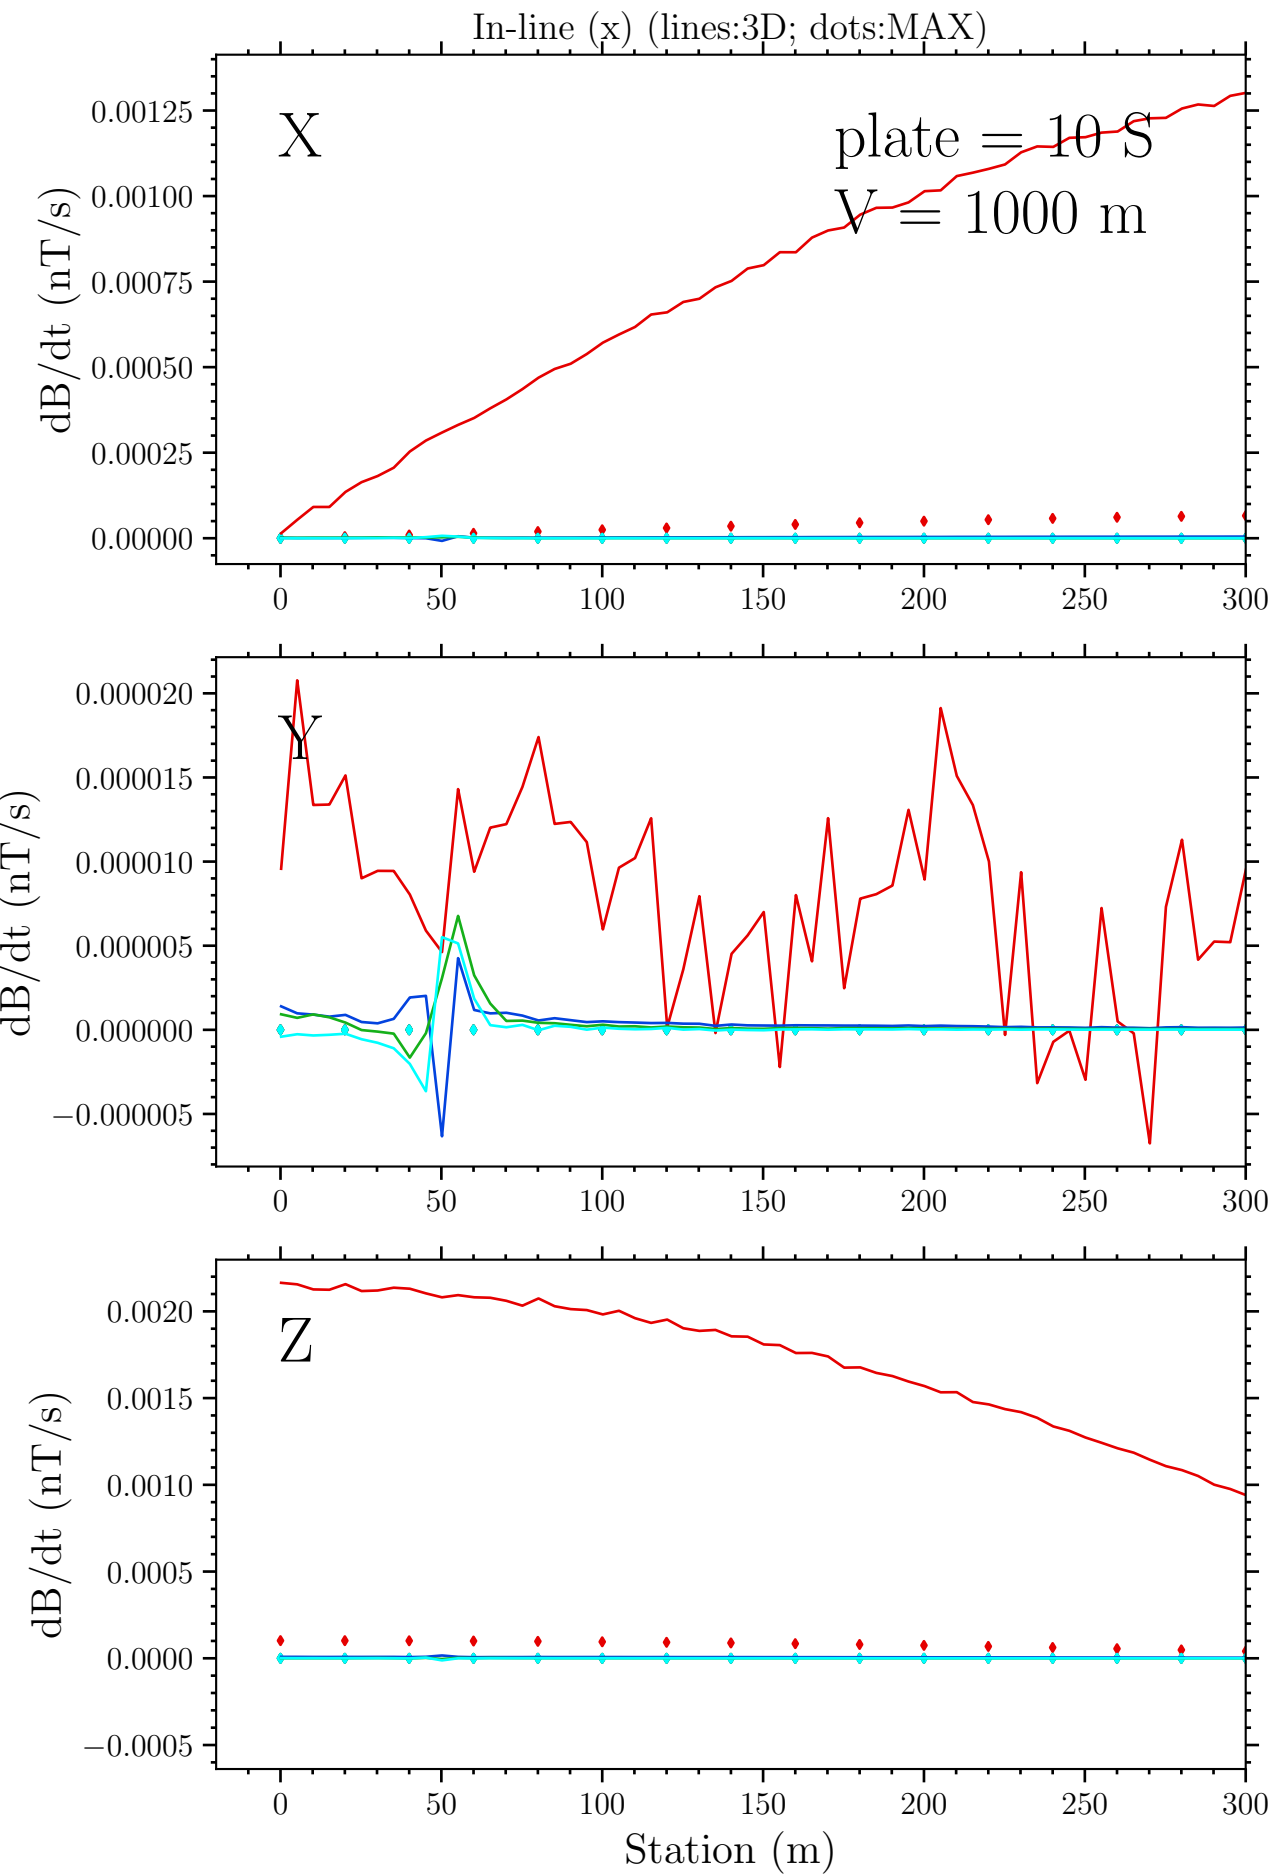 In-line (x) (lines:3D; dots:MAX)
X
plate = 10 S
V = 1000 m
dB/dt (nT/s)
0.00125
0.00100
0.00075
0.00050
0.00025
0.00000
0 50 100 150 200 250 300
Y
dB/dt (nT/s)
0.000020
0.000015
0.000010
0.000005
0.000000
−0.000005
0 50 100 150 200 250 300
Z
dB/dt (nT/s)
0.0020
0.0015
0.0010
0.0005
0.0000
−0.0005
0 50 100 150 200 250 300
Station (m)